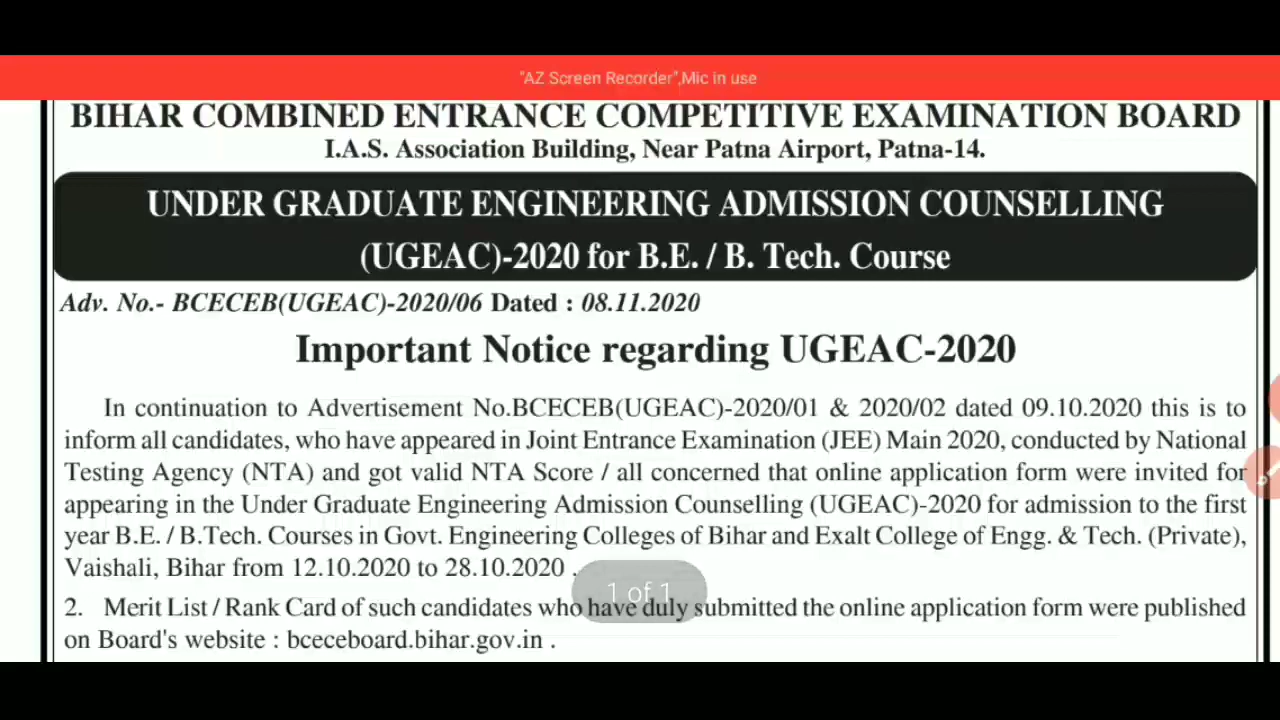 "AZ Screen Recorder",Mic in use
BIHAR COMBINED ENTRANCE COMPETITIVE EXAMINATION BOARD
I.A.S. Association Building, Near Patna Airport, Patna-14.
UNDER GRADUATE ENGINEERING ADMISSION COUNSELLING
(UGEAC)-2020 for B.E. / B. Tech. Course
Adv. No.- BCECEB(UGEAC)-2020/06 Dated : 08.11.2020
Important Notice regarding UGEAC-2020
In continuation to Advertisement No.BCECEB(UGEAC)-2020/01 & 2020/02 dated 09.10.2020 this is to
inform all candidates, who have appeared in Joint Entrance Examination (JEE) Main 2020, conducted by National
Testing Agency (NTA) and got valid NTA Score / all concerned that online application form were invited for
appearing in the Under Graduate Engineering Admission Counselling (UGEAC)-2020 for admission to the first
year B.E. / B.Tech. Courses in Govt. Engineering Colleges of Bihar and Exalt College of Engg. & Tech. (Private),
Vaishali, Bihar from 12.10.2020 to 28.10.2020 .
1 of 1
2. Merit List / Rank Card of such candidates who have duly submitted the online application form were published
on Board's website : bceceboard.bihar.gov.in .